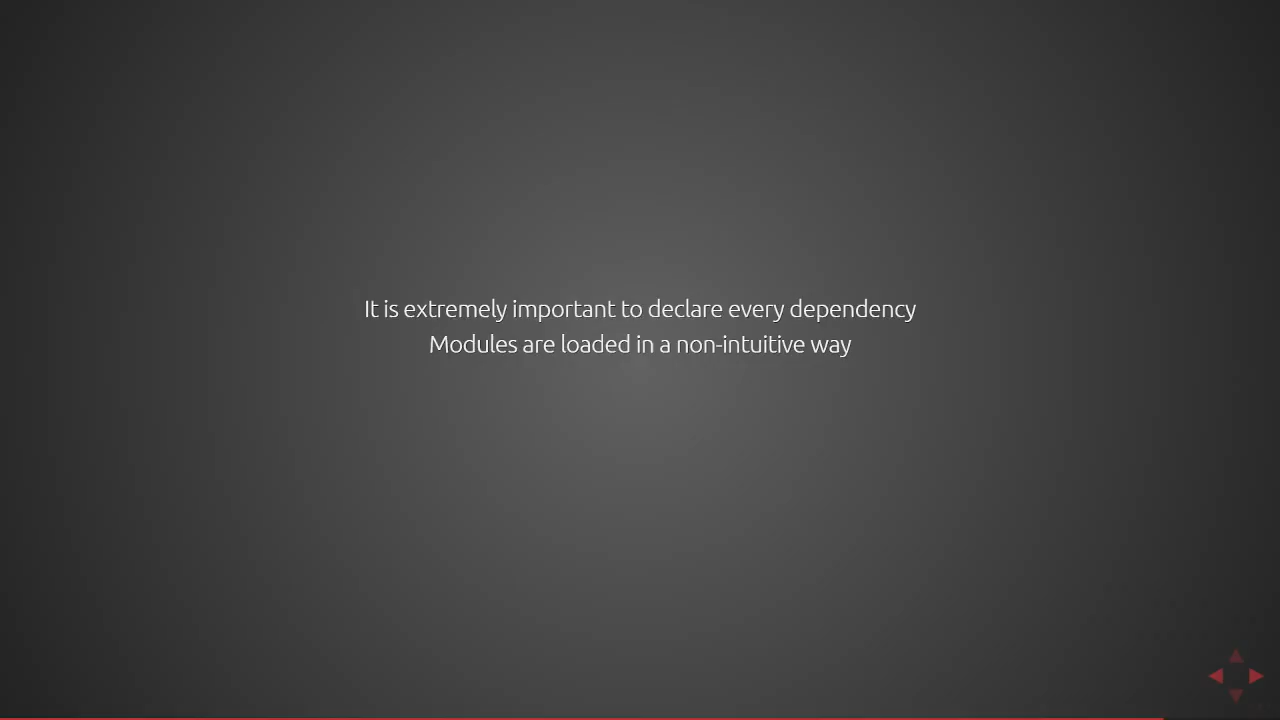 It is extremely important to declare every dependency
Modules are loaded in a non-intuitive way